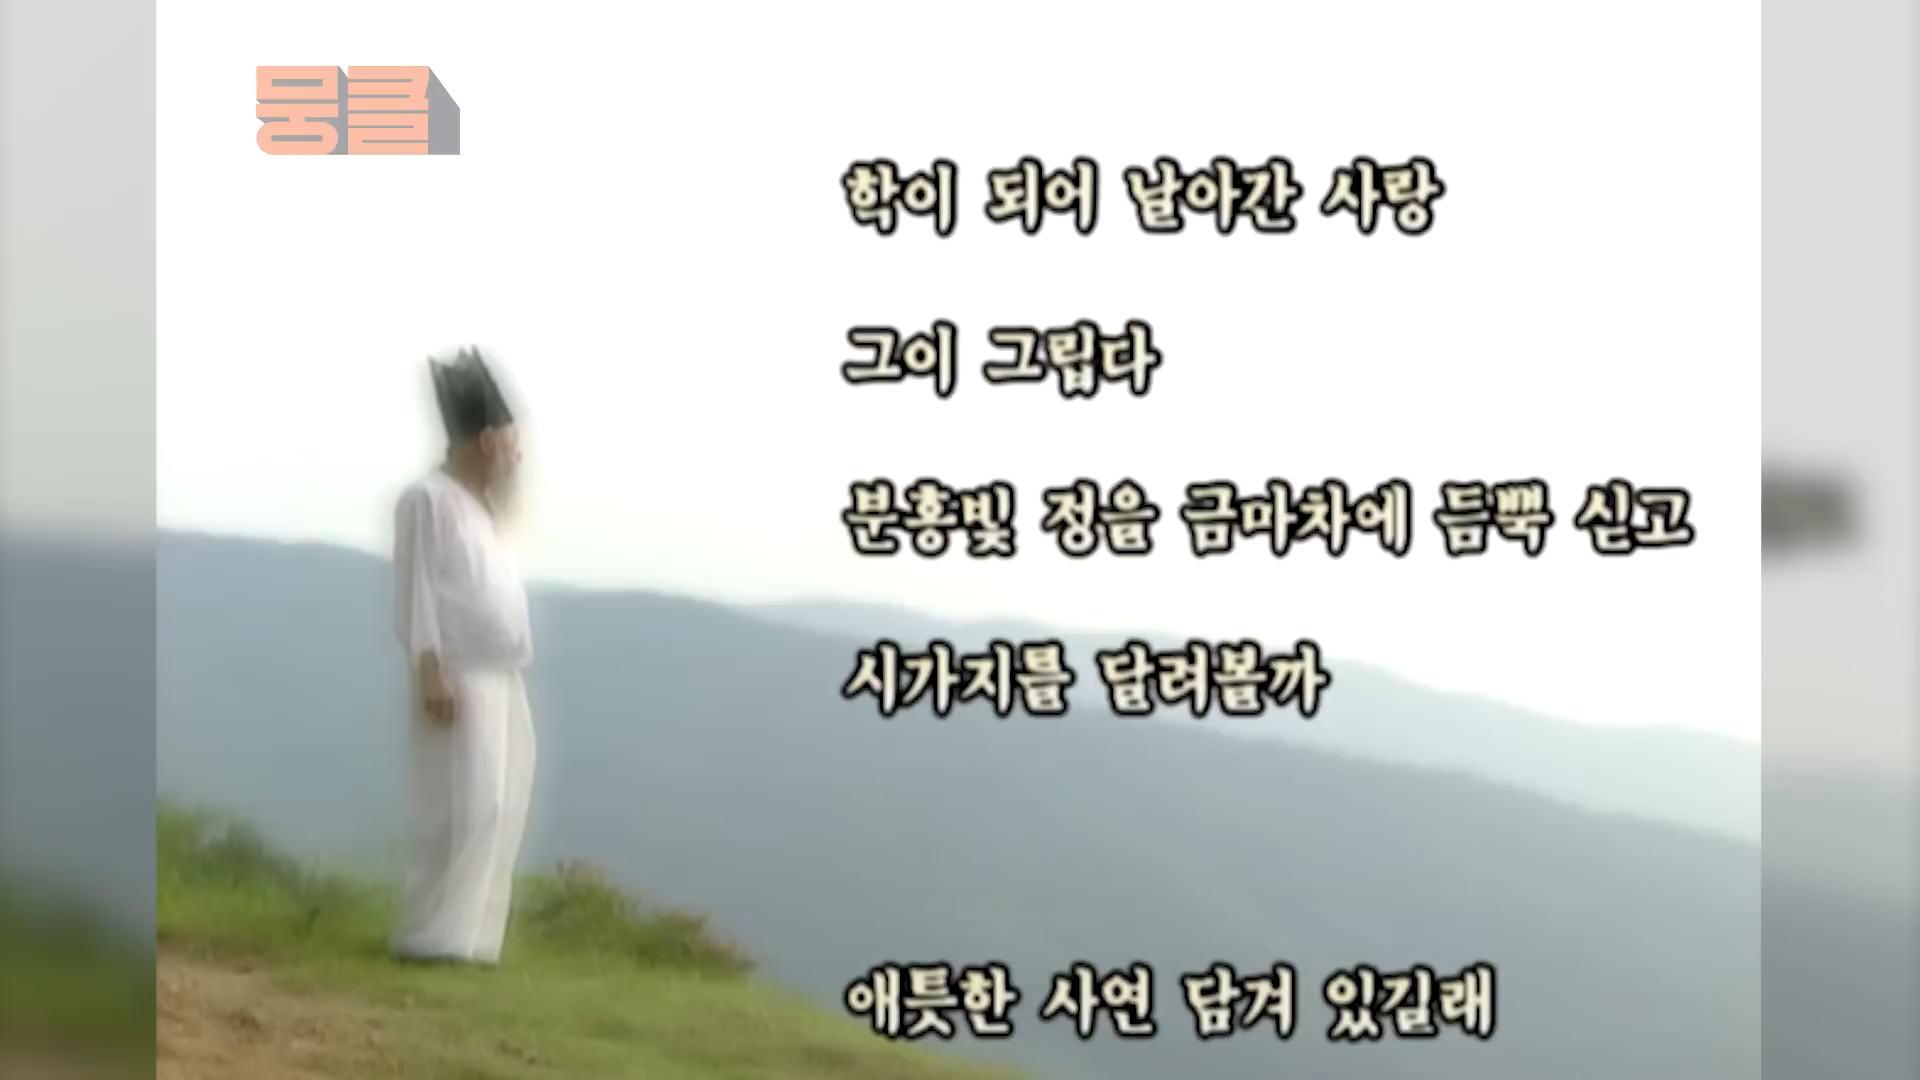 뭉클
학이 되어 날아간 사랑
그이 그립다
분홍빛 정을 금마차에 듬뿍 싣고
시가지를 달려볼까
애틋한 사연 담겨 있길래